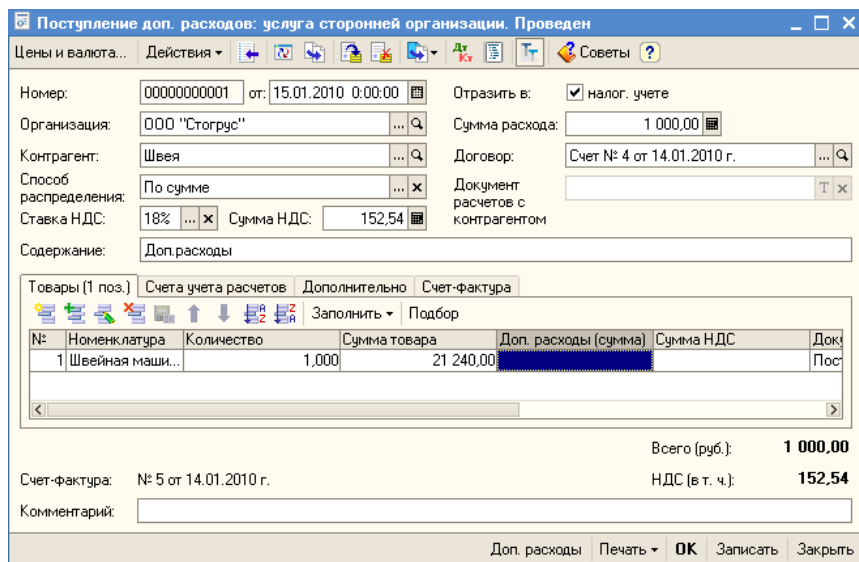 Поступление доп. расходов: услуга сторонней организации. Проведен
Цены и валюта... Действия Дт Кт Советы ?
Номер: 00000000001 от: 15.01.2010 0:00:00 Отразить в: налог. учете
Организация: ООО "Стогрус" ... Сумма расхода: 1 000,00
Контрагент: Швея ... Договор: Счет № 4 от 14.01.2010 г. ...
Способ распределения: По сумме ... x Документ расчетов с контрагентом T x
Ставка НДС: 18% ... x Сумма НДС: 152,54
Содержание: Доп.расходы
Товары (1 поз.) Счета учета расчетов Дополнительно Счет-фактура
Заполнить Подбор
№ Номенклатура Количество Сумма товара Доп. расходы (сумма) Сумма НДС Доку
1 Швейная маши... 1,000 21 240,00 Пост
Всего (руб.): 1 000,00
Счет-фактура: № 5 от 14.01.2010 г. НДС (в т. ч.): 152,54
Комментарий:
Доп. расходы Печать OK Записать Закрыть